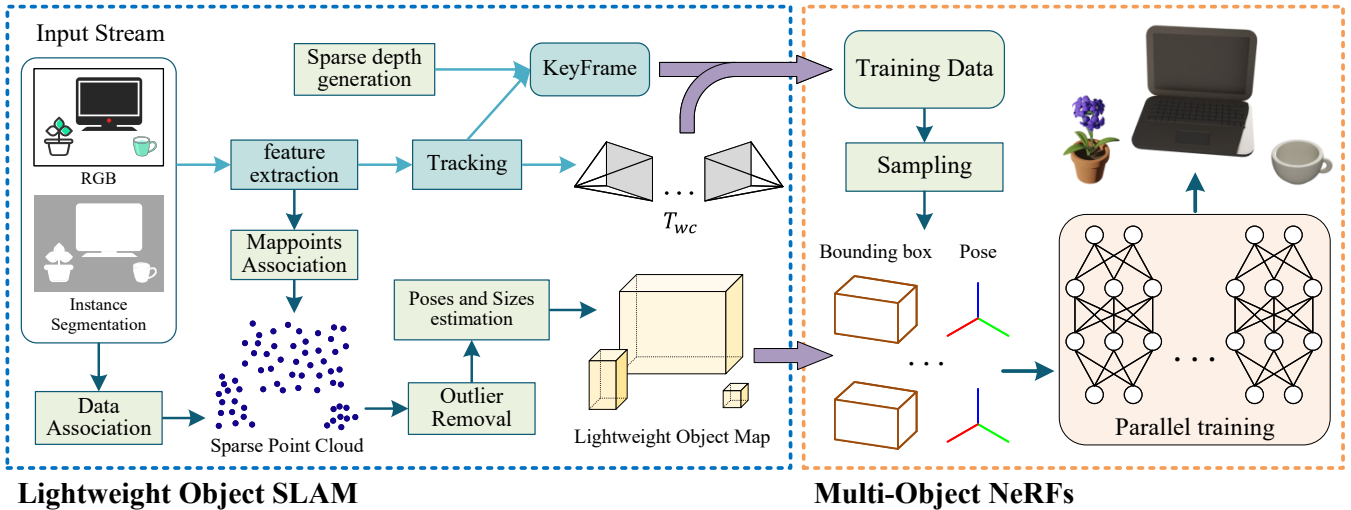 Input Stream
RGB
Instance
Segmentation
Sparse depth
generation
KeyFrame
feature
extraction
Tracking
. . .
T_wc
Mappoints
Association
Data
Association
Sparse Point Cloud
Poses and Sizes
estimation
Outlier
Removal
Lightweight Object Map
Lightweight Object SLAM
Training Data
Sampling
Bounding box
Pose
. . .
. . .
Parallel training
Multi-Object NeRFs